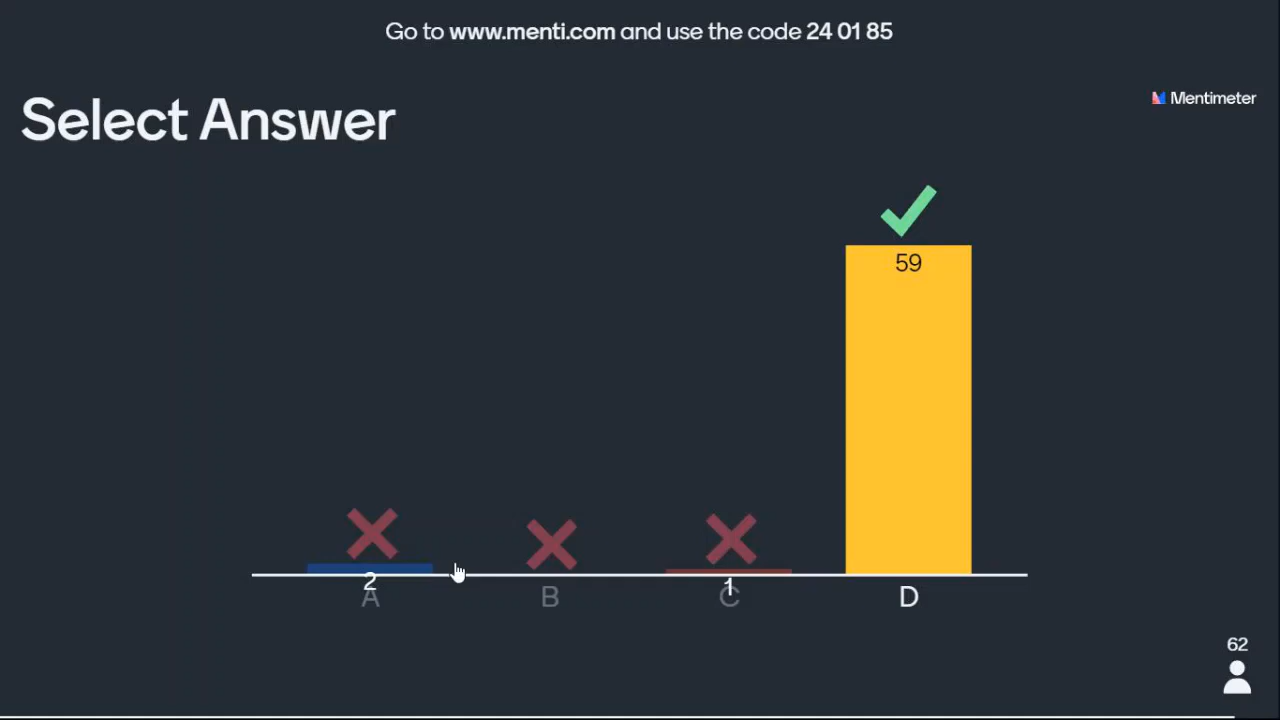 Go to www.menti.com and use the code 24 01 85
Mentimeter
Select Answer
59
2
1
A
B
C
D
62